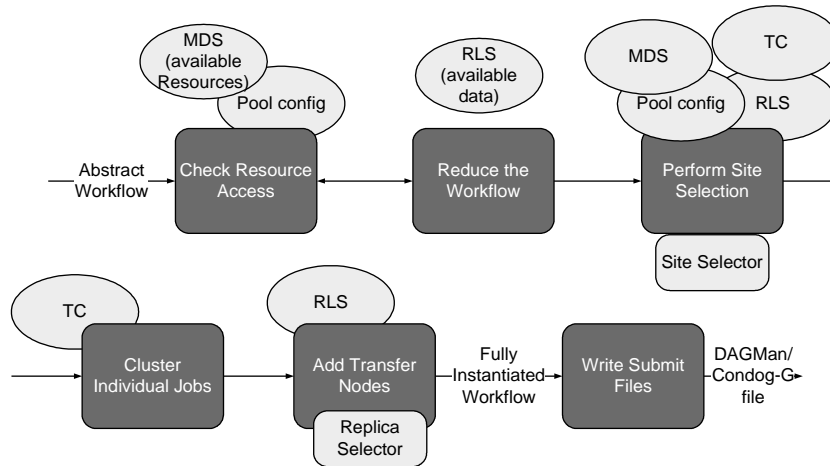 MDS
(available
Resources)
Pool config
RLS
(available
data)
MDS
TC
Pool config
RLS
Abstract
Workflow
Check Resource
Access
Reduce the
Workflow
Perform Site
Selection
Site Selector
TC
RLS
Cluster
Individual Jobs
Add Transfer
Nodes
Replica
Selector
Fully
Instantiated
Workflow
Write Submit
Files
DAGMan/
Condog-G
file